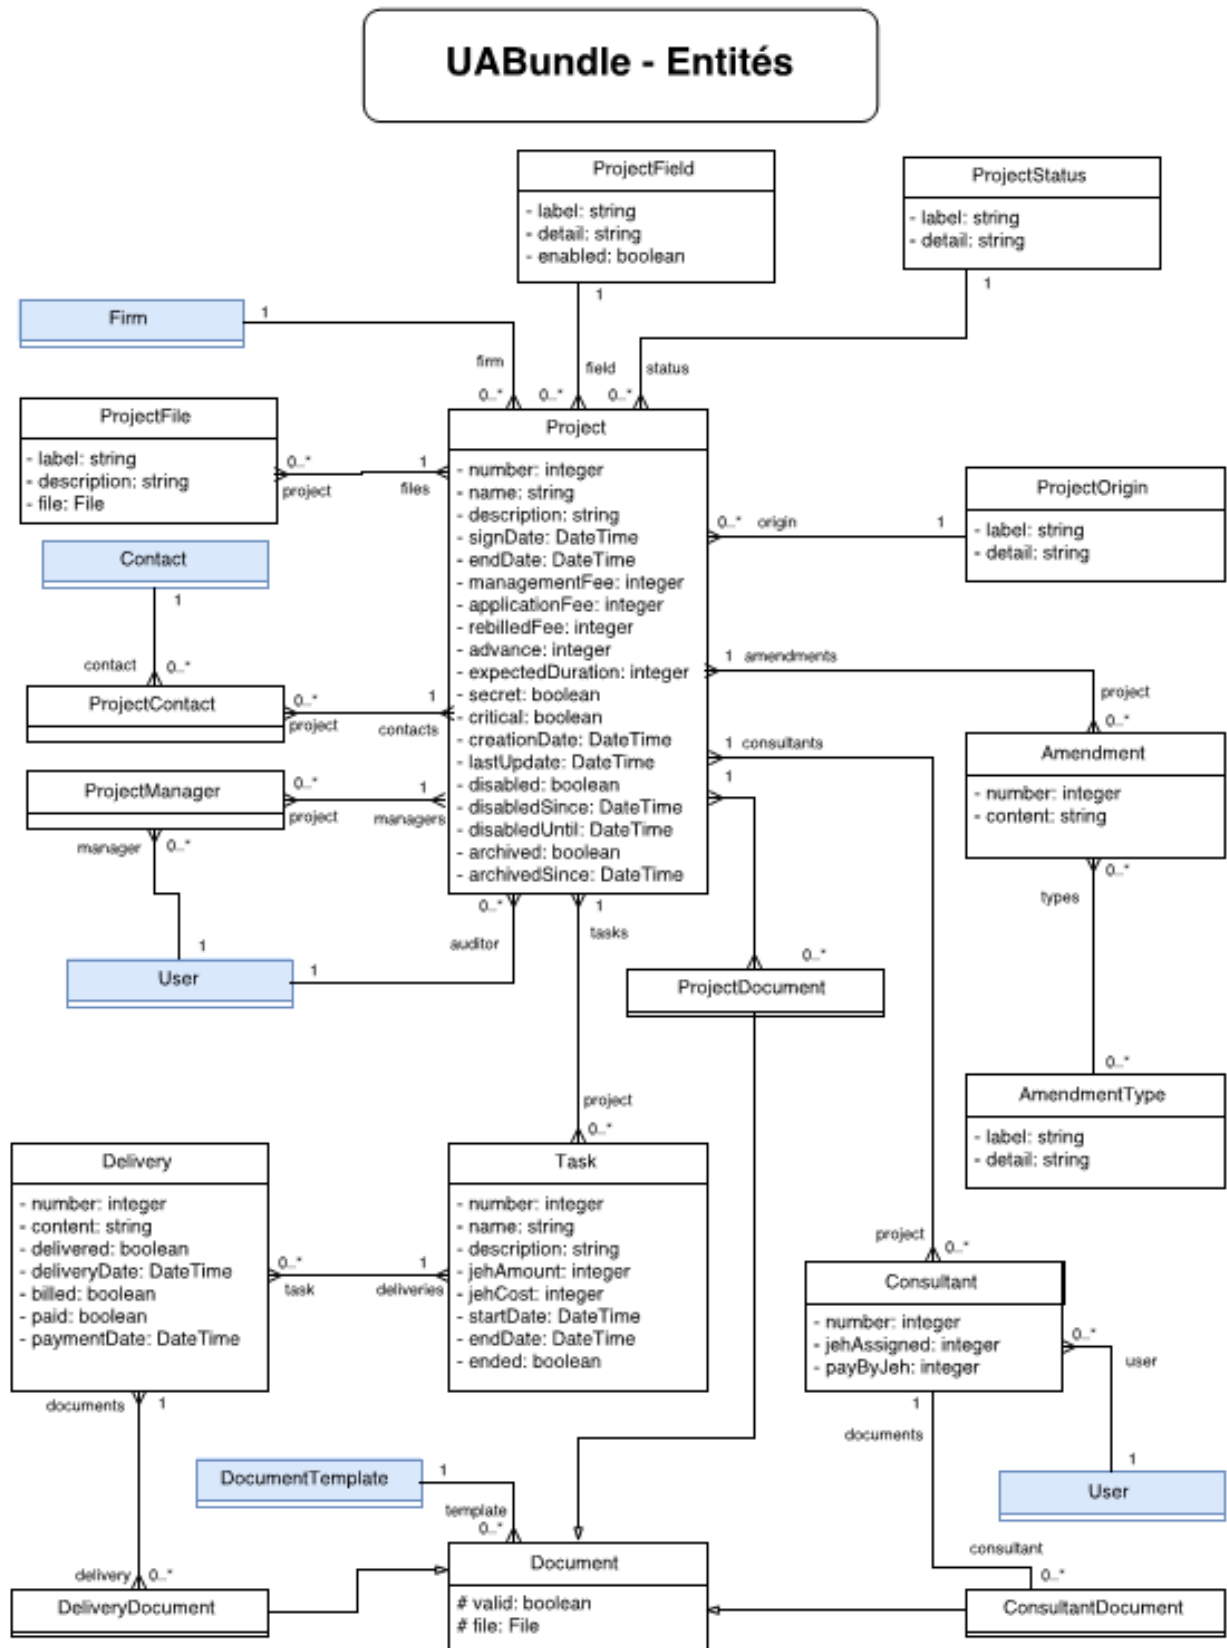 UABundle - Entités
ProjectField
- label: string
- detail: string
- enabled: boolean
1
ProjectStatus
- label: string
- detail: string
1
Firm
1
firm
0..*
field
0..*
status
0..*
ProjectFile
- label: string
- description: string
- file: File
0..*
project
1
files
Project
- number: integer
- name: string
- description: string
- signDate: DateTime
- endDate: DateTime
- managementFee: integer
- applicationFee: integer
- rebilledFee: integer
- advance: integer
- expectedDuration: integer
- secret: boolean
- critical: boolean
- creationDate: DateTime
- lastUpdate: DateTime
- disabled: boolean
- disabledSince: DateTime
- disabledUntil: DateTime
- archived: boolean
- archivedSince: DateTime
0..* origin
1
ProjectOrigin
- label: string
- detail: string
Contact
1
contact
0..*
ProjectContact
0..*
project
1
contacts
ProjectManager
0..*
project
1
managers
manager
0..*
1
User
1
auditor
0..*
1
tasks
1 amendments
project
0..*
Amendment
- number: integer
- content: string
0..*
types
0..*
AmendmentType
- label: string
- detail: string
1 consultants
1
0..*
ProjectDocument
project
0..*
Delivery
- number: integer
- content: string
- delivered: boolean
- deliveryDate: DateTime
- billed: boolean
- paid: boolean
- paymentDate: DateTime
0..*
task
1
deliveries
Task
- number: integer
- name: string
- description: string
- jehAmount: integer
- jehCost: integer
- startDate: DateTime
- endDate: DateTime
- ended: boolean
project
0..*
Consultant
- number: integer
- jehAssigned: integer
- payByJeh: integer
0..*
user
1
User
1
documents
consultant
0..*
ConsultantDocument
documents
1
delivery
0..*
DeliveryDocument
DocumentTemplate
1
template
0..*
Document
# valid: boolean
# file: File